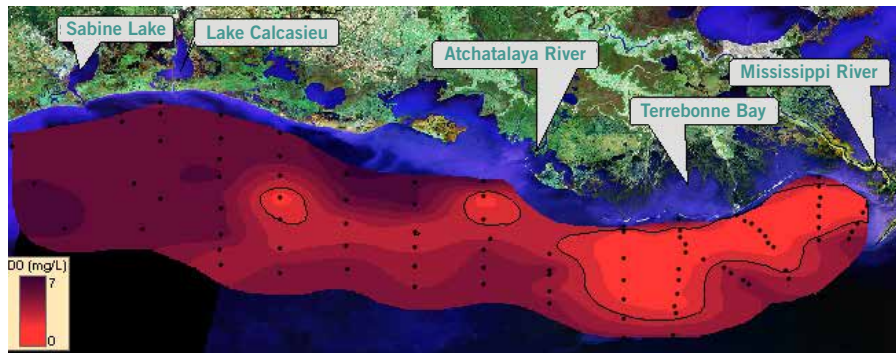 Sabine Lake
Lake Calcasieu
Atchatalaya River
Mississippi River
Terrebonne Bay
DO (mg/L)
7
0